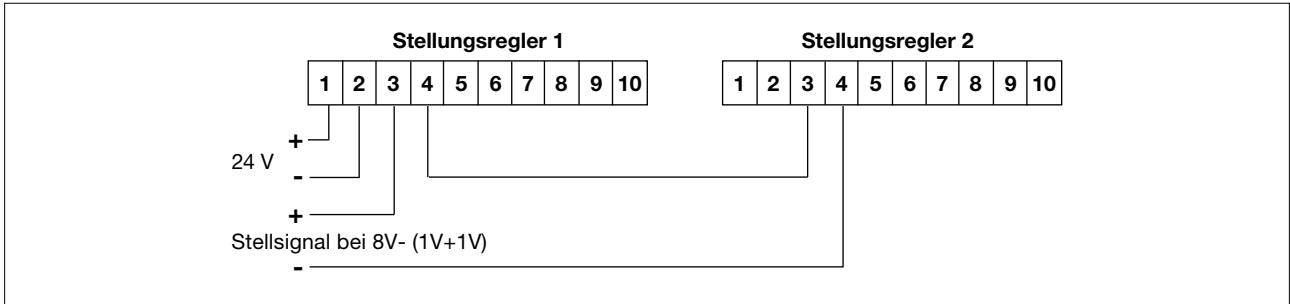 Stellungsregler 1 Stellungsregler 2
1 2 3 4 5 6 7 8 9 10 1 2 3 4 5 6 7 8 9 10
+
24 V
-
+
Stellsignal bei 8V- (1V+1V)
-